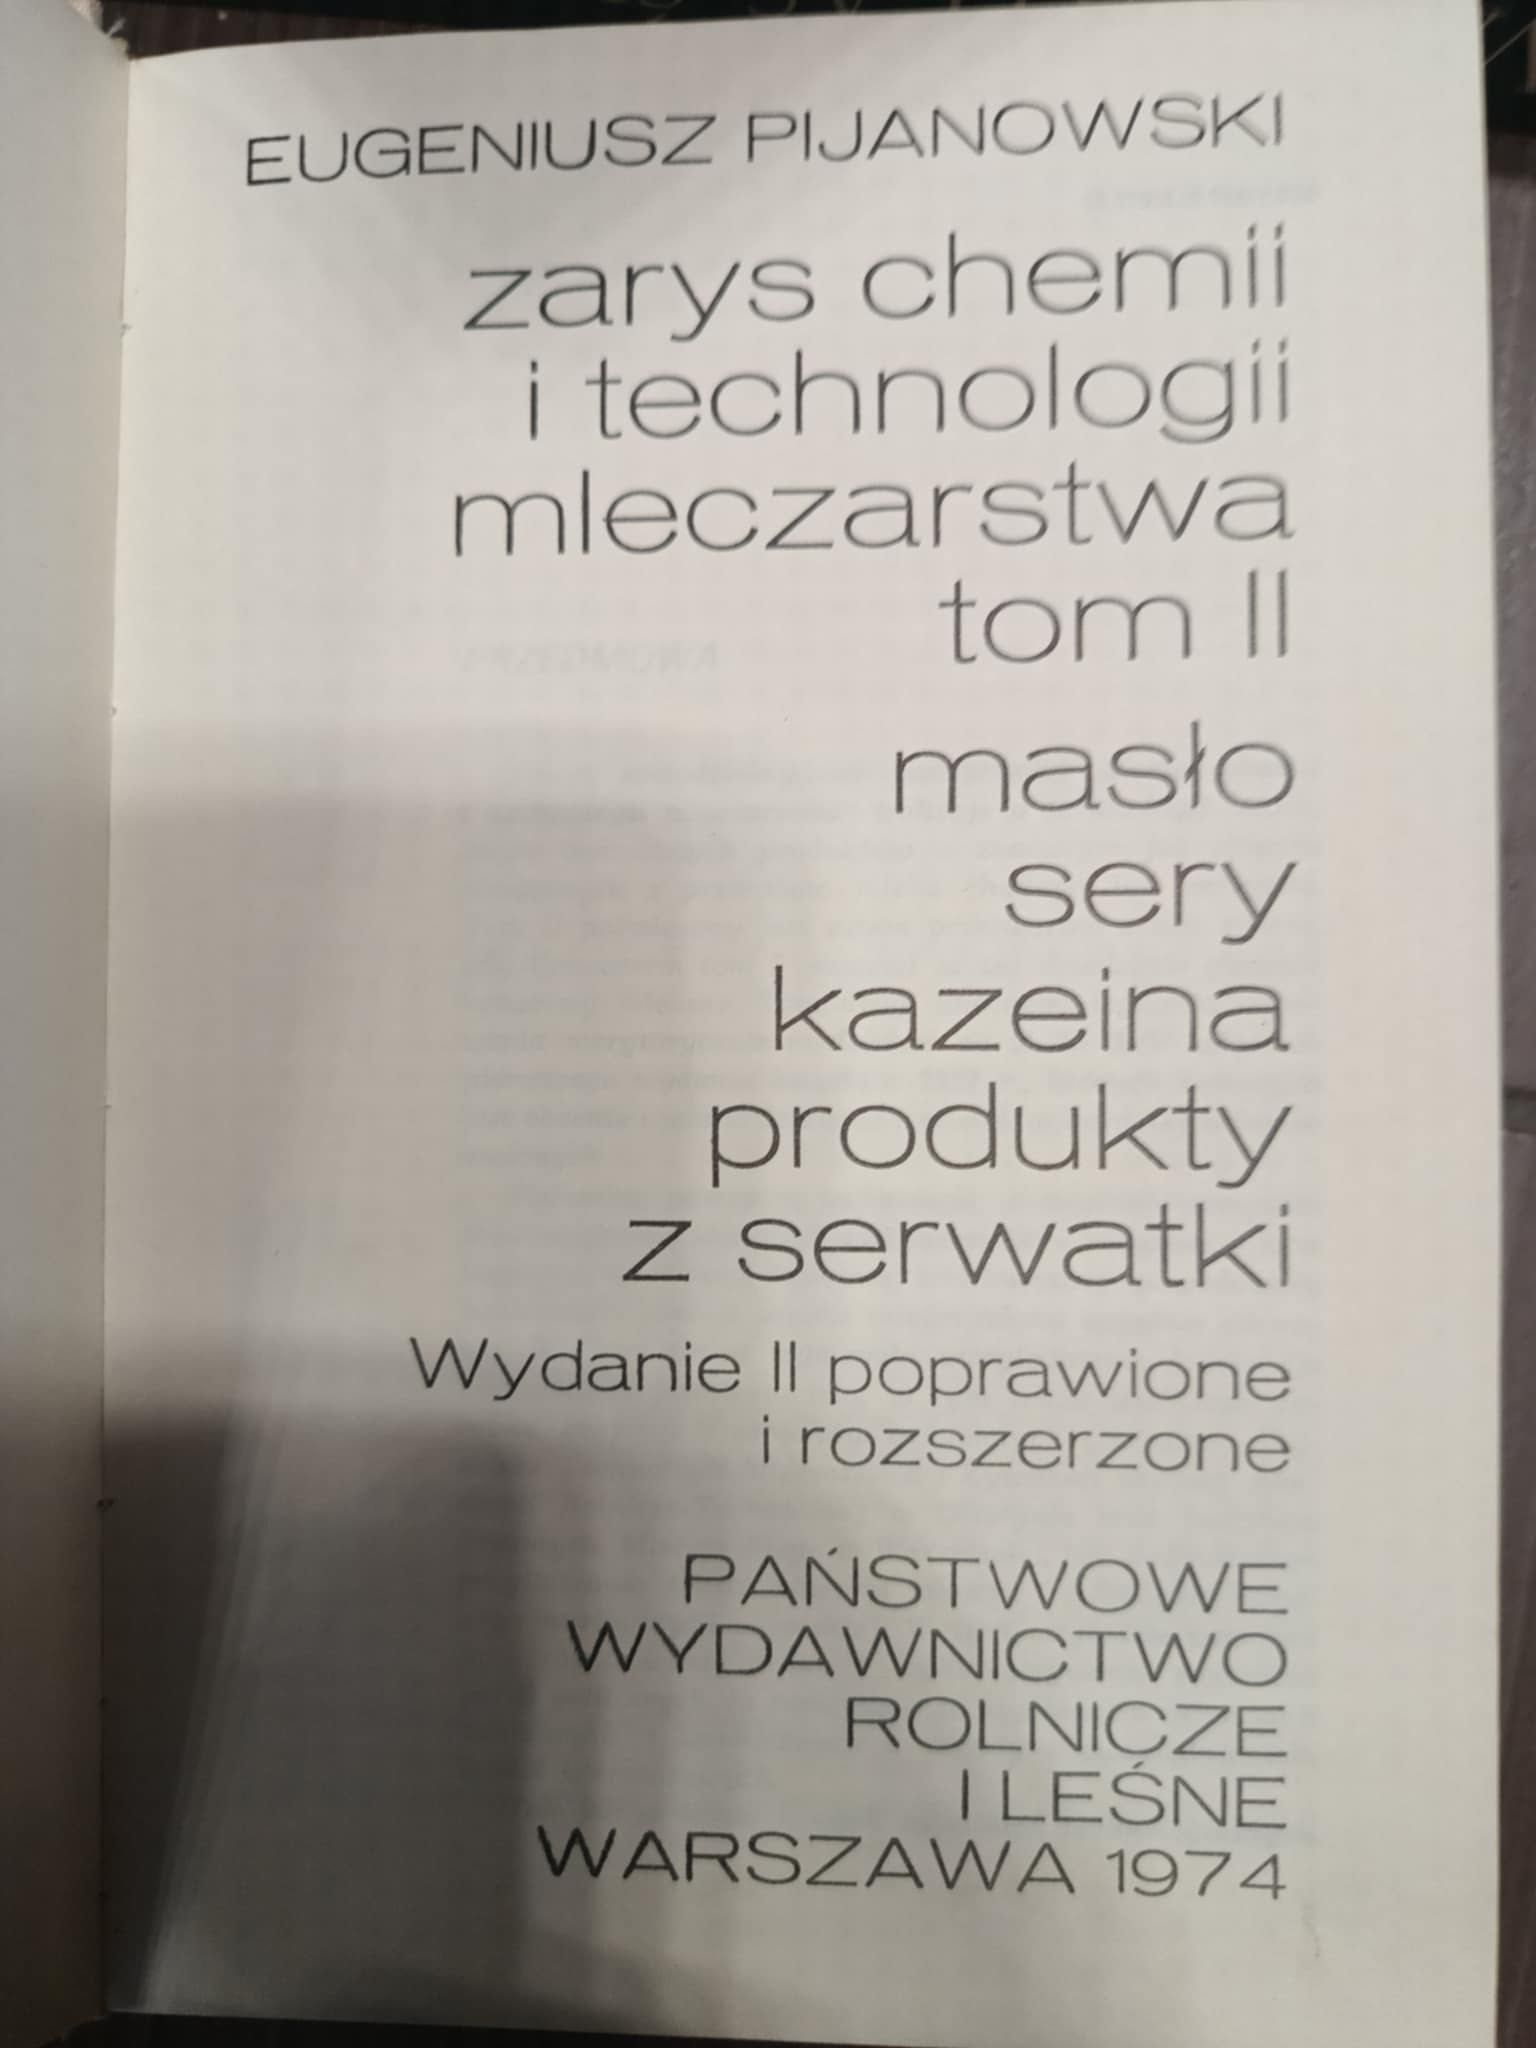 EUGENIUSZ PIJANOWSKI
zarys chemii
i technologii
mleczarstwa
tom II
masło
sery
kazeina
produkty
z serwatki
Wydanie II poprawione
i rozszerzone
PAŃSTWOWE
WYDAWNICTWO
ROLNICZE
I LEŚNE
WARSZAWA 1974
PRZEDMOWA